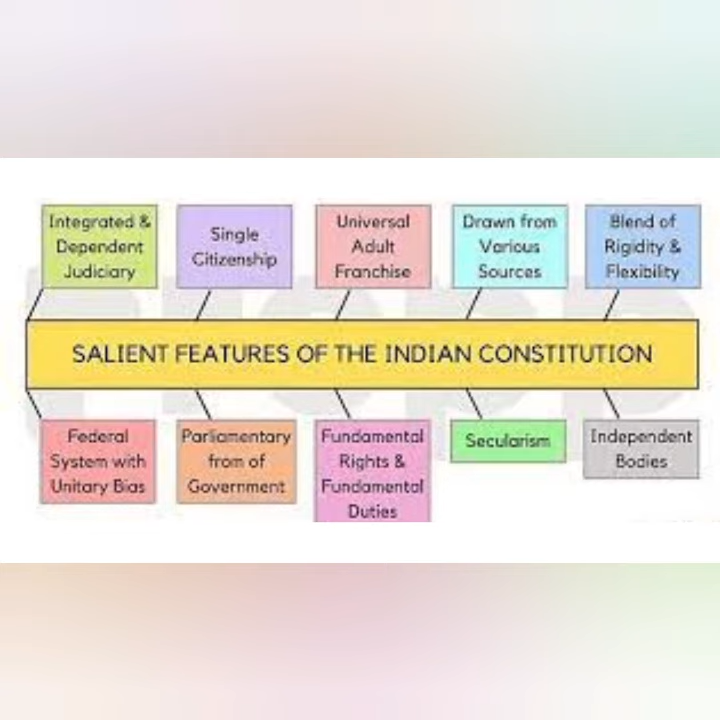 Integrated &
Dependent
Judiciary
Single
Citizenship
Universal
Adult
Franchise
Drawn from
Various
Sources
Blend of
Rigidity &
Flexibility
SALIENT FEATURES OF THE INDIAN CONSTITUTION
Federal
System with
Unitary Bias
Parliamentary
from of
Government
Fundamental
Rights &
Fundamental
Duties
Secularism
Independent
Bodies